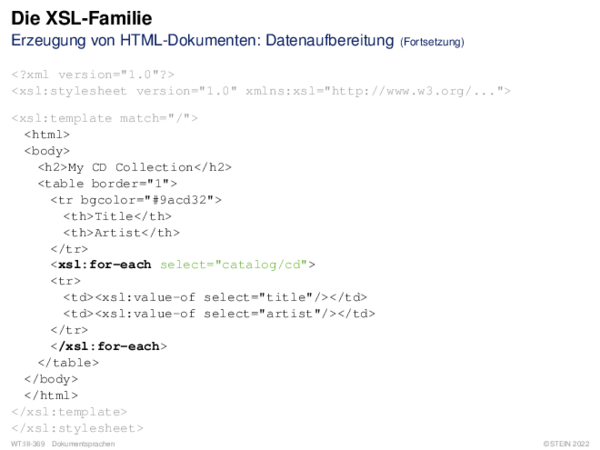 Die XSL-Familie
Erzeugung von HTML-Dokumenten: Datenaufbereitung (Fortsetzung)
<?xml version="1.0"?>
<xsl:stylesheet version="1.0" xmlns:xsl="http://www.w3.org/...">
<xsl:template match="/">
<html>
<body>
<h2>My CD Collection</h2>
<table border="1">
<tr bgcolor="#9acd32">
<th>Title</th>
<th>Artist</th>
</tr>
<xsl:for-each select="catalog/cd">
<tr>
<td><xsl:value-of select="title"/></td>
<td><xsl:value-of select="artist"/></td>
</tr>
</xsl:for-each>
</table>
</body>
</html>
</xsl:template>
</xsl:stylesheet>
WT:III-369 Dokumentsprachen ©STEIN 2022